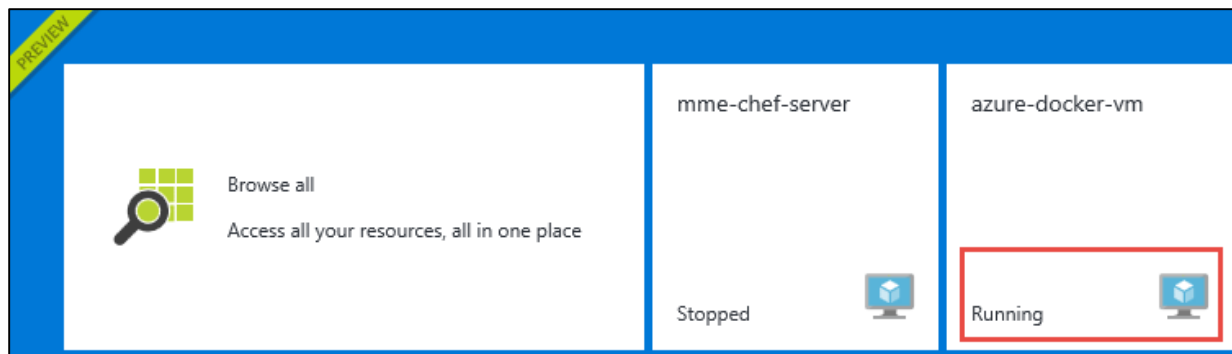 PREVIEW
Browse all
Access all your resources, all in one place
mme-chef-server
Stopped
azure-docker-vm
Running